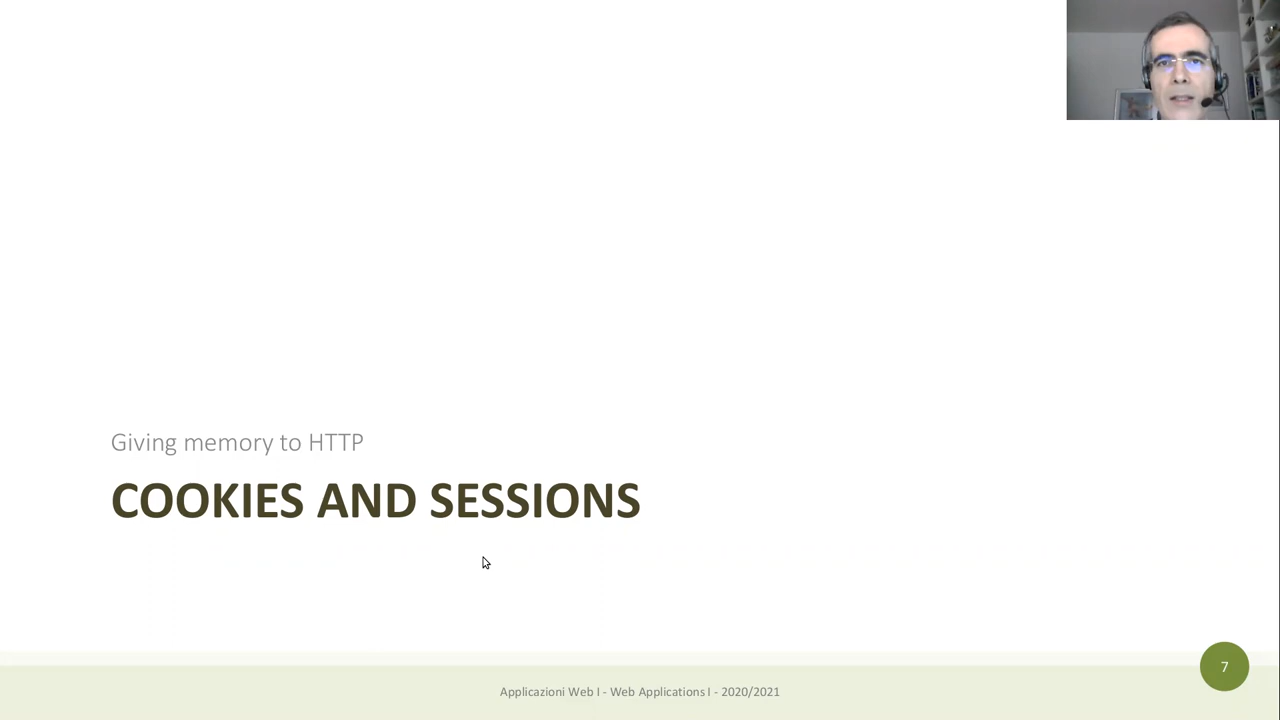 Giving memory to HTTP
COOKIES AND SESSIONS
Applicazioni Web I - Web Applications I - 2020/2021
7